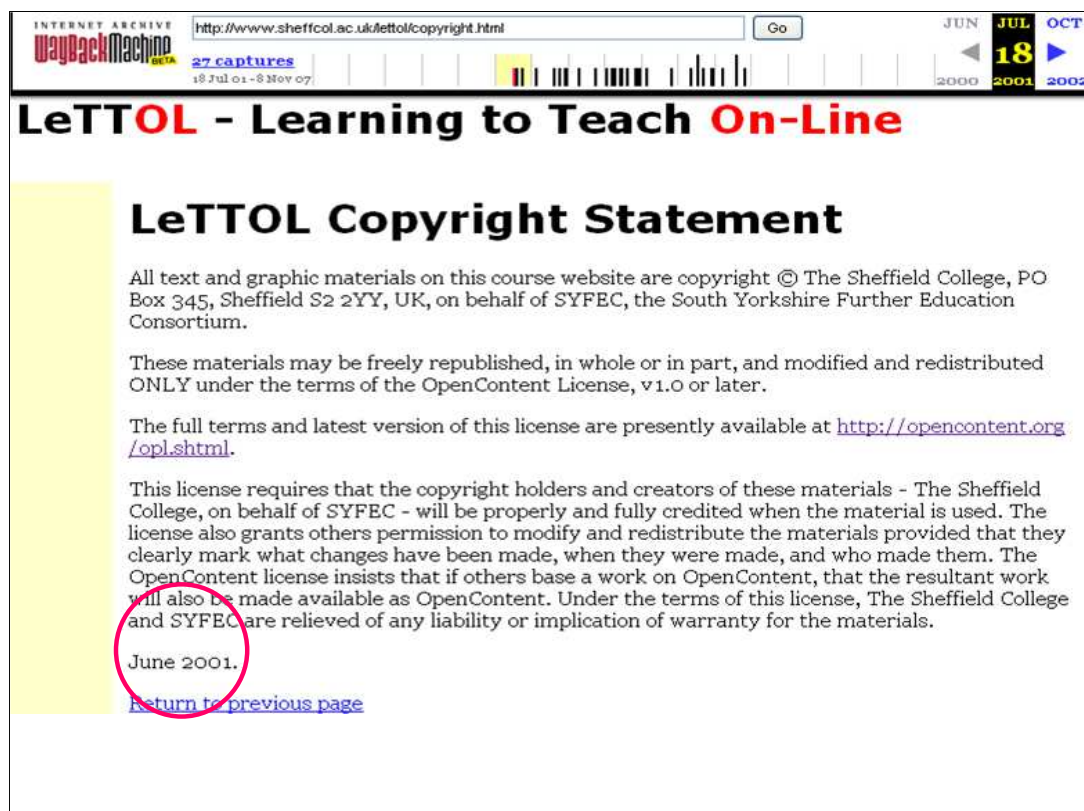 INTERNET ARCHIVE
WayBackMachine
BETA
http://www.sheffcol.ac.uk/lettol/copyright.html
Go
27 captures
18 Jul 01 - 8 Nov 07
JUN JUL OCT
18
2000 2001 2002
LeTTOL - Learning to Teach On-Line
LeTTOL Copyright Statement
All text and graphic materials on this course website are copyright © The Sheffield College, PO
Box 345, Sheffield S2 2YY, UK, on behalf of SYFEC, the South Yorkshire Further Education
Consortium.
These materials may be freely republished, in whole or in part, and modified and redistributed
ONLY under the terms of the OpenContent License, v1.0 or later.
The full terms and latest version of this license are presently available at http://opencontent.org
/opl.shtml.
This license requires that the copyright holders and creators of these materials - The Sheffield
College, on behalf of SYFEC - will be properly and fully credited when the material is used. The
license also grants others permission to modify and redistribute the materials provided that they
clearly mark what changes have been made, when they were made, and who made them. The
OpenContent license insists that if others base a work on OpenContent, that the resultant work
will also be made available as OpenContent. Under the terms of this license, The Sheffield College
and SYFEC are relieved of any liability or implication of warranty for the materials.
June 2001.
Return to previous page